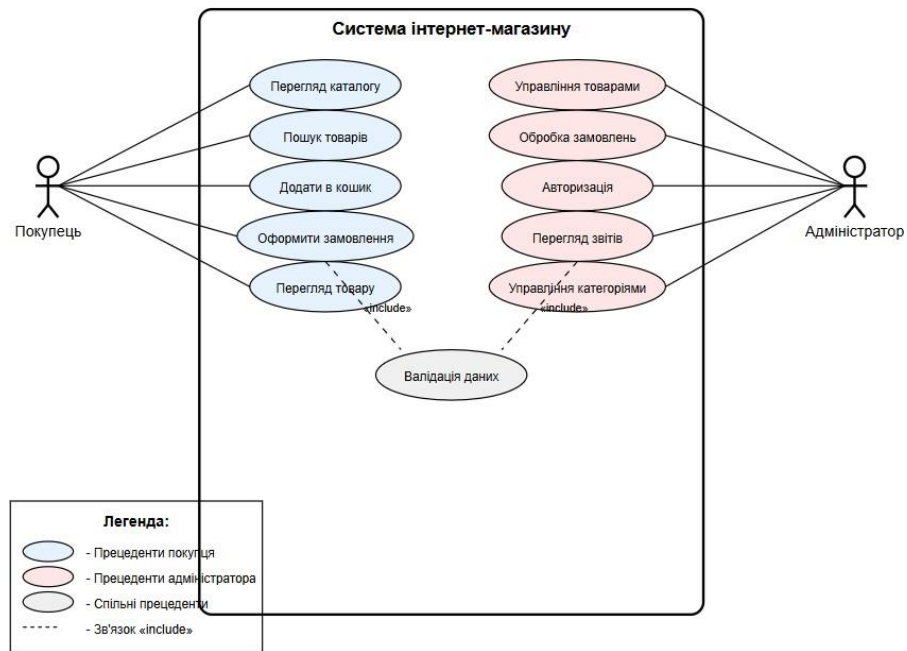 Система інтернет-магазину
Перегляд каталогу
Управління товарами
Пошук товарів
Обробка замовлень
Додати в кошик
Авторизація
Покупець
Адміністратор
Оформити замовлення
Перегляд звітів
Перегляд товару
Управління категоріями
«include»
«include»
Валідація даних
Легенда:
- Прецеденти покупця
- Прецеденти адміністратора
- Спільні прецеденти
- Зв'язок «include»